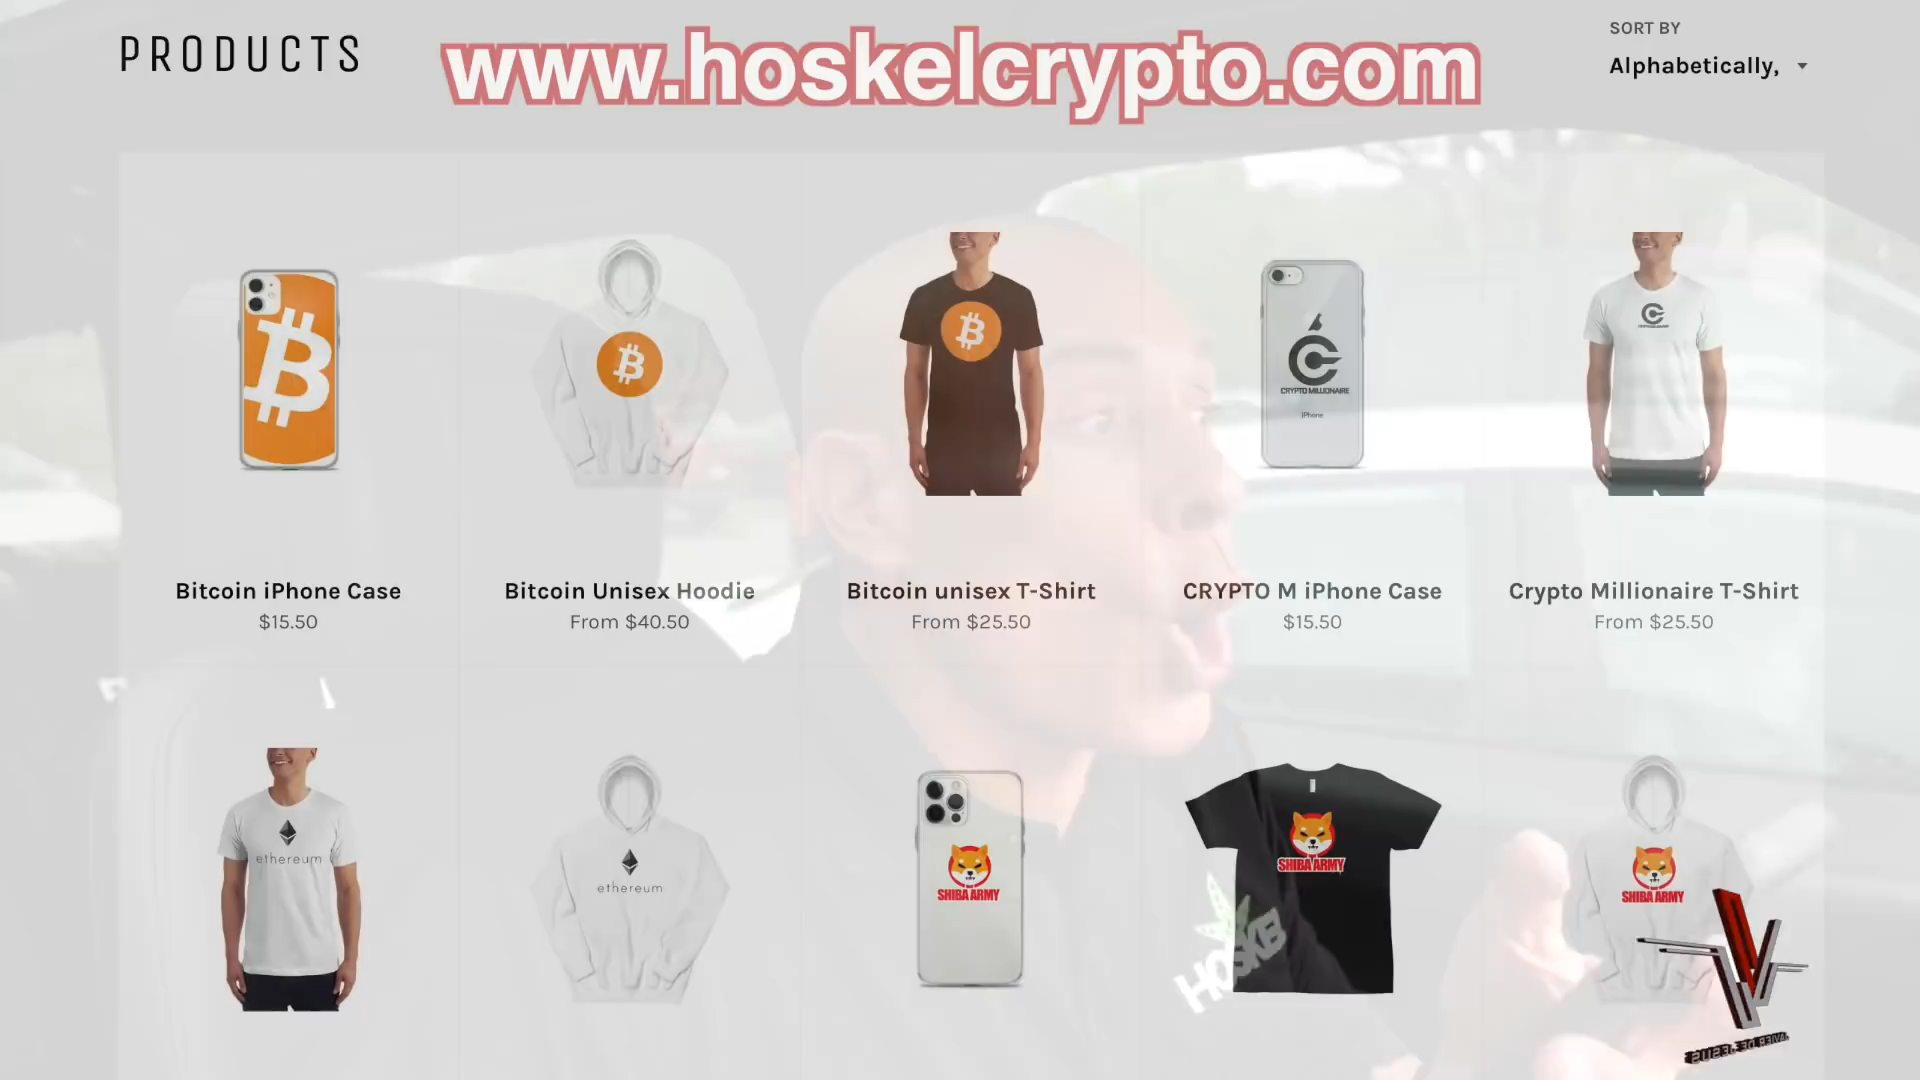 PRODUCTS
www.hoskelcrypto.com
SORT BY
Alphabetically,
CRYPTO MILLIONAIRE
iPhone
Bitcoin iPhone Case
$15.50
Bitcoin Unisex Hoodie
From $40.50
Bitcoin unisex T-Shirt
From $25.50
CRYPTO M iPhone Case
$15.50
Crypto Millionaire T-Shirt
From $25.50
ethereum
ethereum
SHIBA ARMY
SHIBA ARMY
SHIBA ARMY